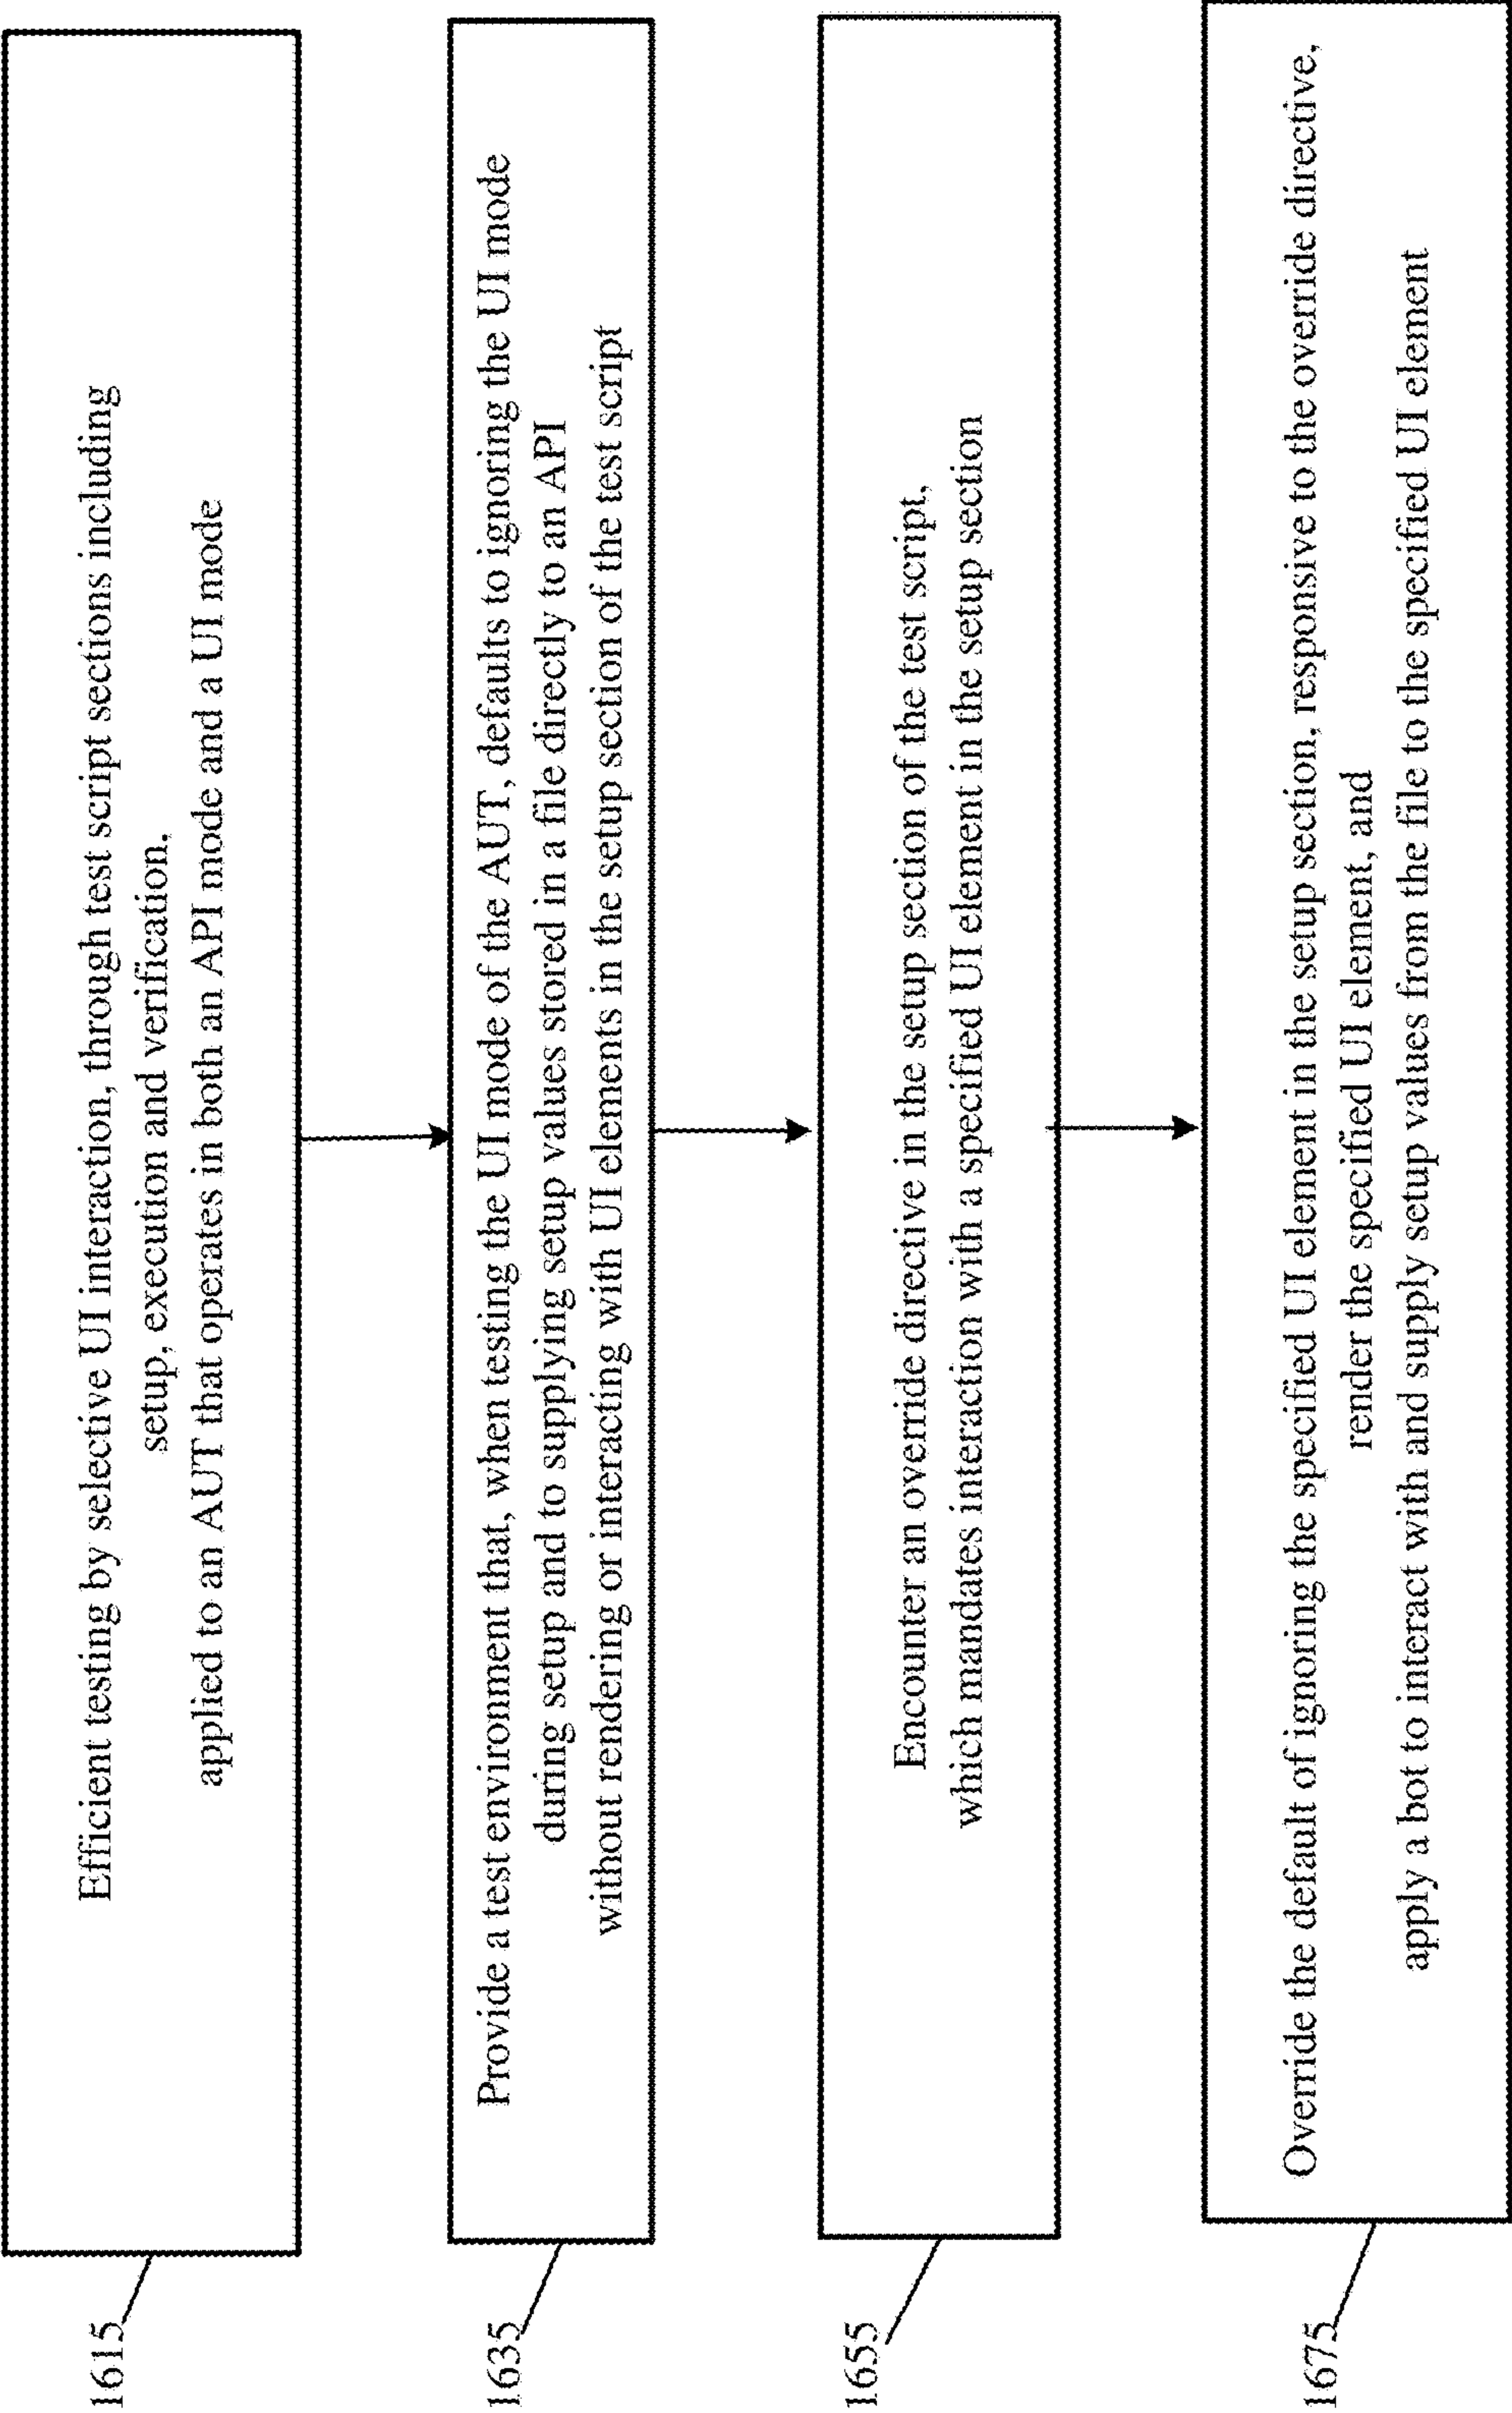 1615
Efficient testing by selective UI interaction, through test script sections including
setup, execution and verification,
applied to an AUT that operates in both an API mode and a UI mode
1635
Provide a test environment that, when testing the UI mode of the AUT, defaults to ignoring the UI mode
during setup and to supplying setup values stored in a file directly to an API
without rendering or interacting with UI elements in the setup section of the test script
1655
Encounter an override directive in the setup section of the test script,
which mandates interaction with a specified UI element in the setup section
1675
Override the default of ignoring the specified UI element in the setup section, responsive to the override directive,
render the specified UI element, and
apply a bot to interact with and supply setup values from the file to the specified UI element